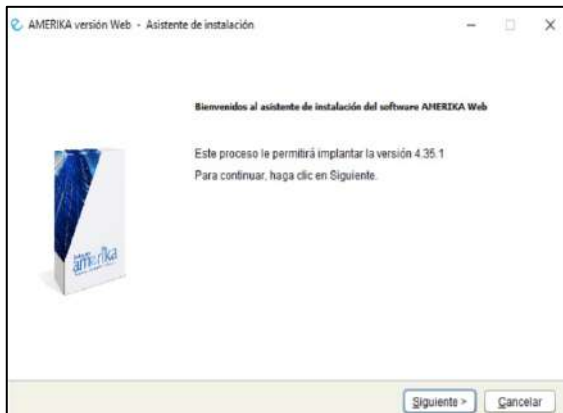 AMERIKA versión Web - Asistente de instalación
Bienvenidos al asistente de instalación del software AMERIKA Web
Este proceso le permitirá implantar la versión 4.35.1
Para continuar, haga clic en Siguiente.
amerika
Siguiente >
Cancelar